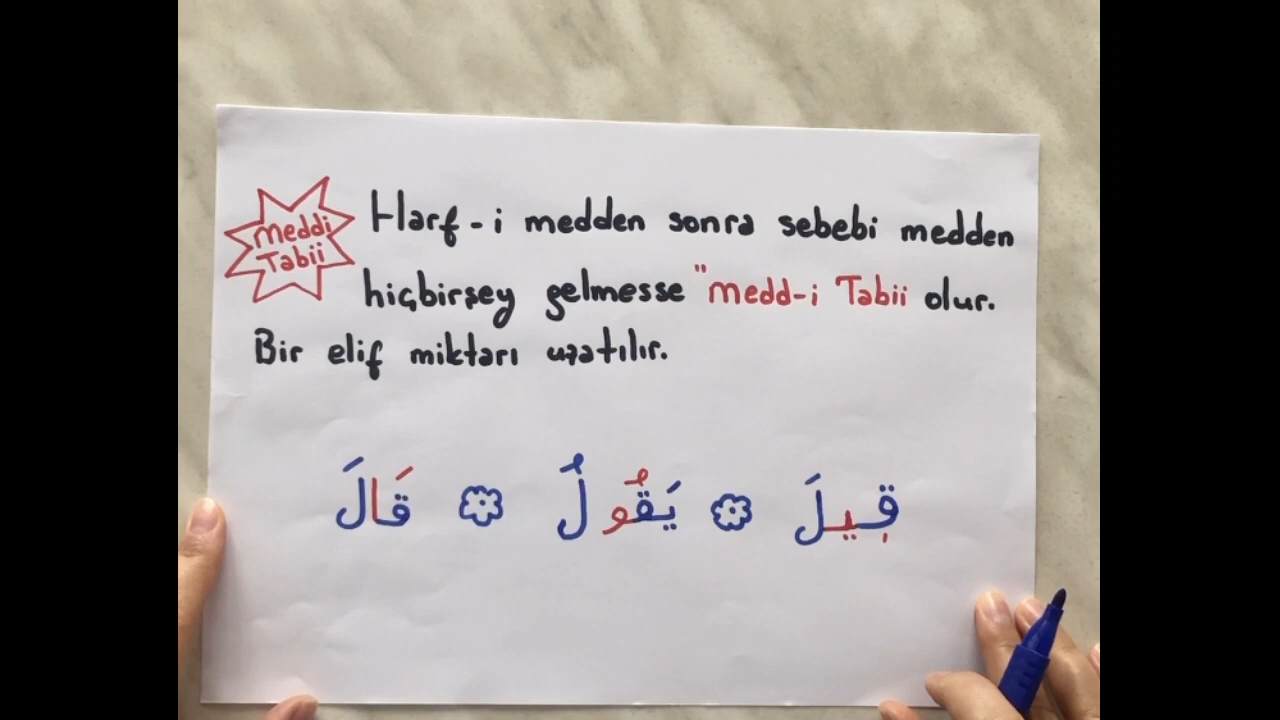 Meddi
Tabii
Harf-i medden sonra sebebi medden
hiçbirşey gelmesse "medd-i Tabii olur.
Bir elif miktarı uzatılır.
قِيلَ ۞ يَقُولُ ۞ قَالَ